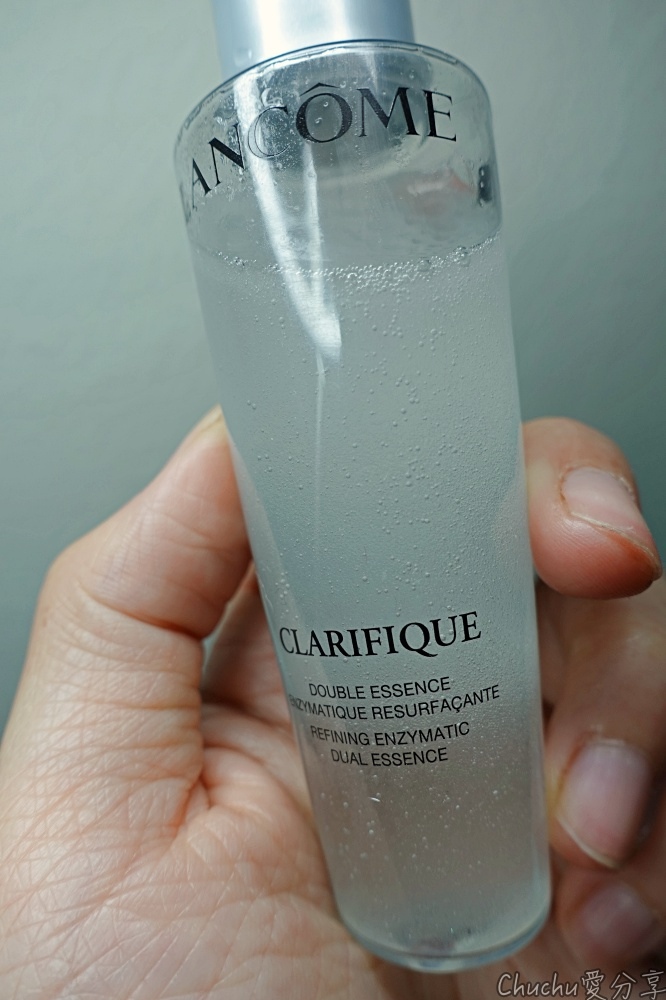 LANCÔME
CLARIFIQUE
DOUBLE ESSENCE
ENZYMATIQUE RESURFAÇANTE
REFINING ENZYMATIC
DUAL ESSENCE
Chuchu愛分享